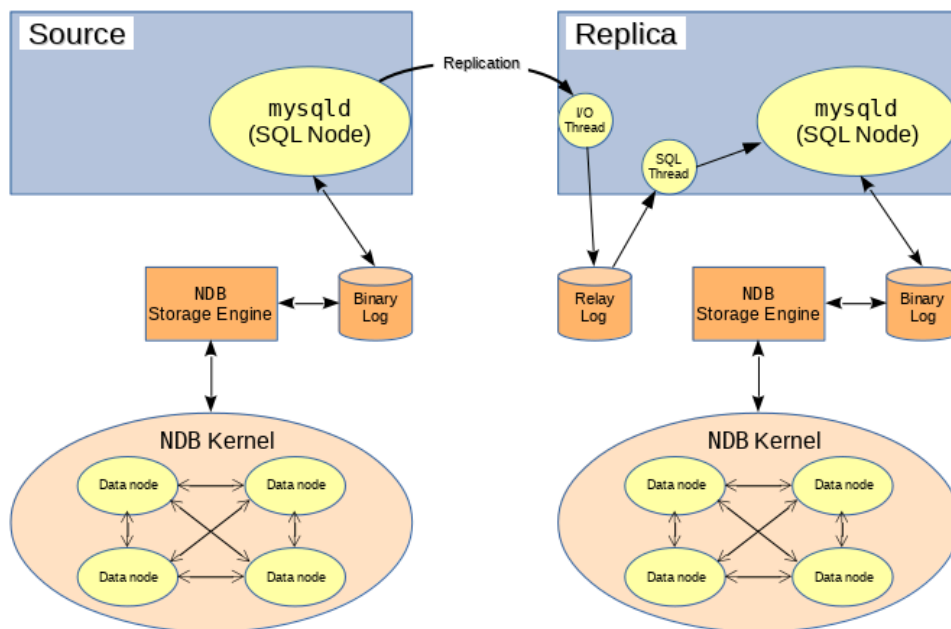 Source
Replica
Replication
mysqld
(SQL Node)
I/O
Thread
SQL
Thread
mysqld
(SQL Node)
NDB
Storage Engine
Binary
Log
Relay
Log
NDB
Storage Engine
Binary
Log
NDB Kernel
Data node
Data node
Data node
Data node
NDB Kernel
Data node
Data node
Data node
Data node